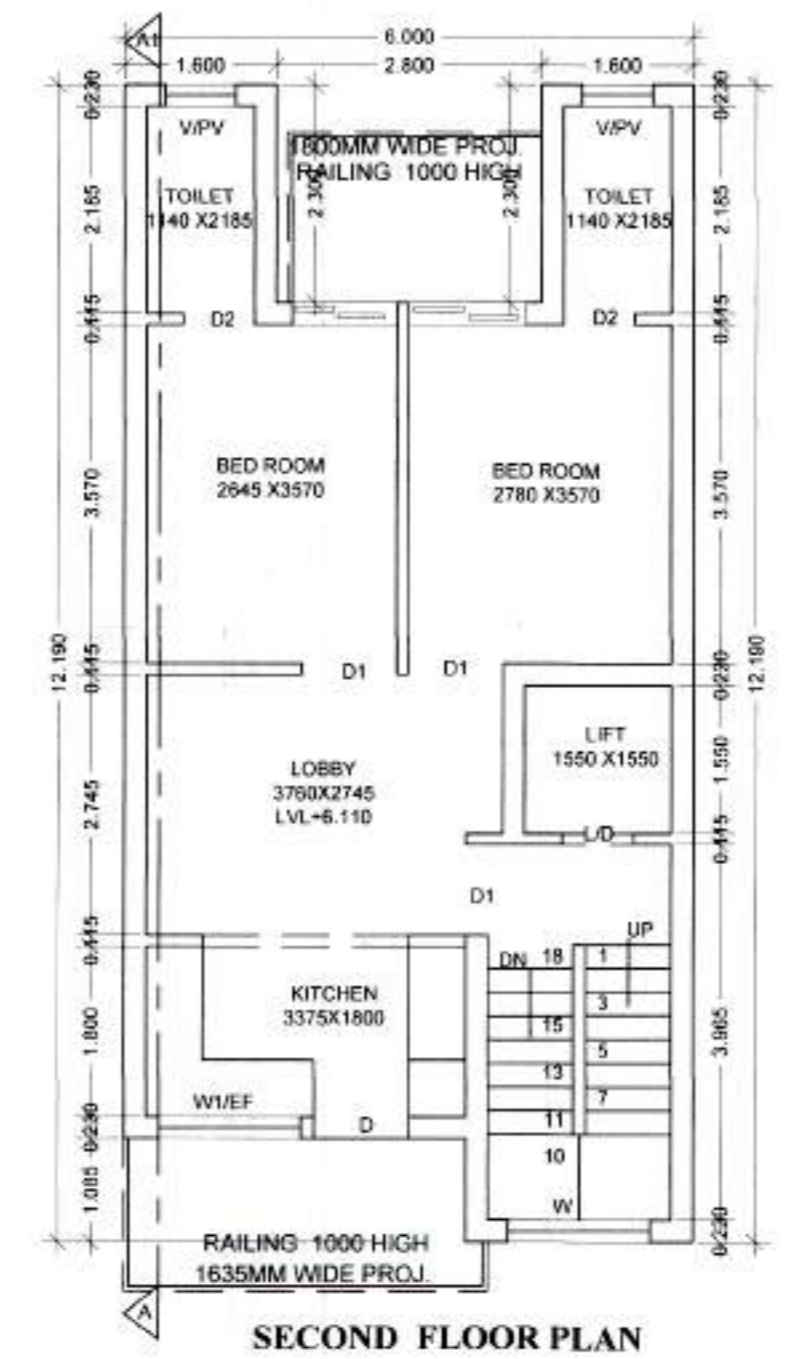 A1
6.000
1.600
2.800
1.600
0.230
0.230
V/PV
V/PV
1800MM WIDE PROJ.
RAILING 1000 HIGH
2.300
2.300
2.185
2.185
TOILET
1140 X2185
TOILET
1140 X2185
0.115
D2
D2
0.115
BED ROOM
2645 X3570
BED ROOM
2780 X3570
3.570
3.570
12.190
12.190
0.115
D1
D1
0.230
LIFT
1550 X1550
1.550
LOBBY
3760X2745
LVL+6.110
2.745
L/D
0.115
D1
0.115
UP
DN
18
1
KITCHEN
3375X1800
3
15
1.800
3.965
5
13
7
W1/EF
11
D
0.230
10
1.085
W
0.230
RAILING 1000 HIGH
1635MM WIDE PROJ.
A
SECOND FLOOR PLAN